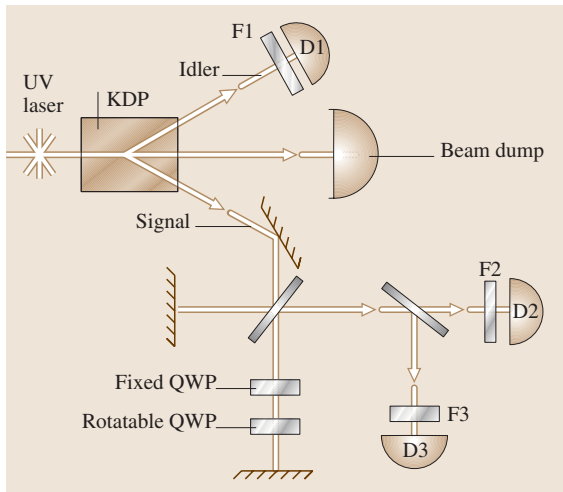 F1
D1
Idler
UV
laser
KDP
Beam dump
Signal
F2
D2
Fixed QWP
Rotatable QWP
F3
D3